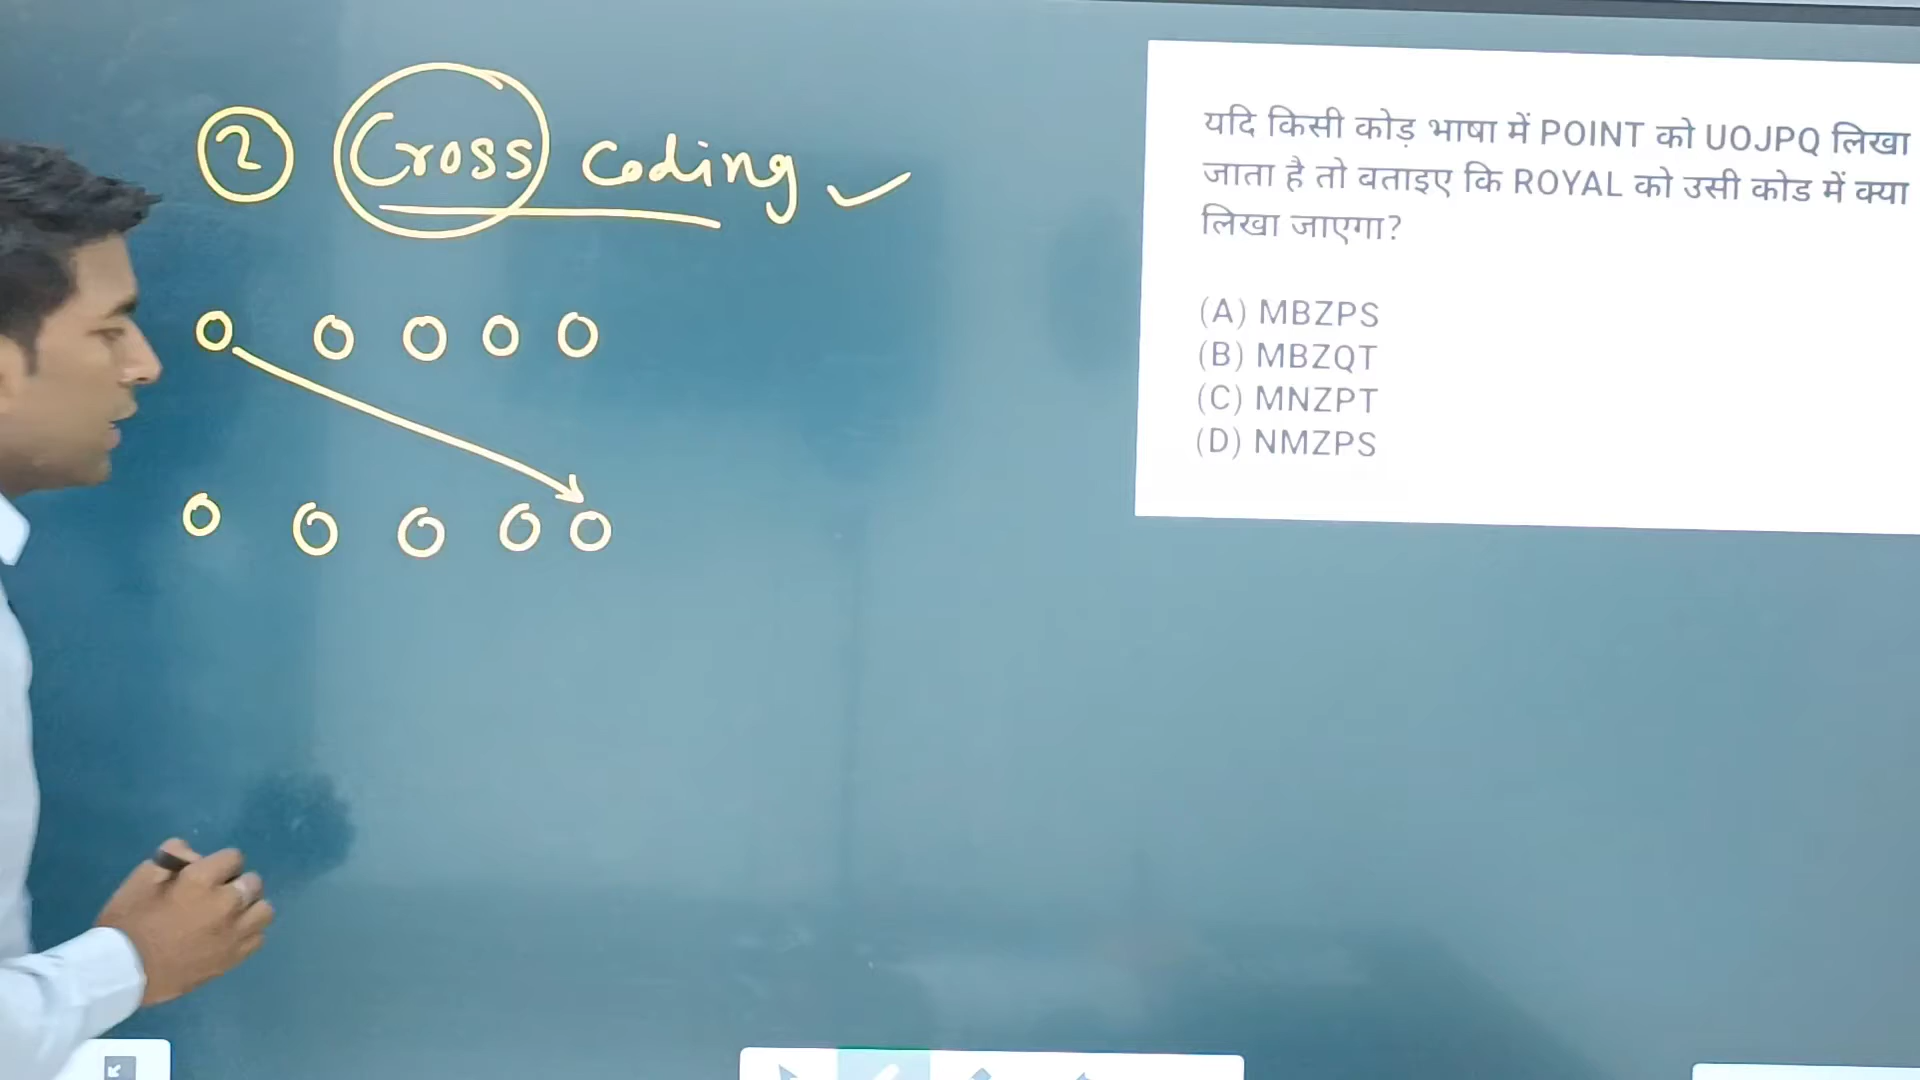 ② Cross Coding ✓
O O O O O
O O O O O
यदि किसी कोड़ भाषा में POINT को UOJPQ लिखा
जाता है तो बताइए कि ROYAL को उसी कोड में क्या
लिखा जाएगा?
(A) MBZPS
(B) MBZQT
(C) MNZPT
(D) NMZPS